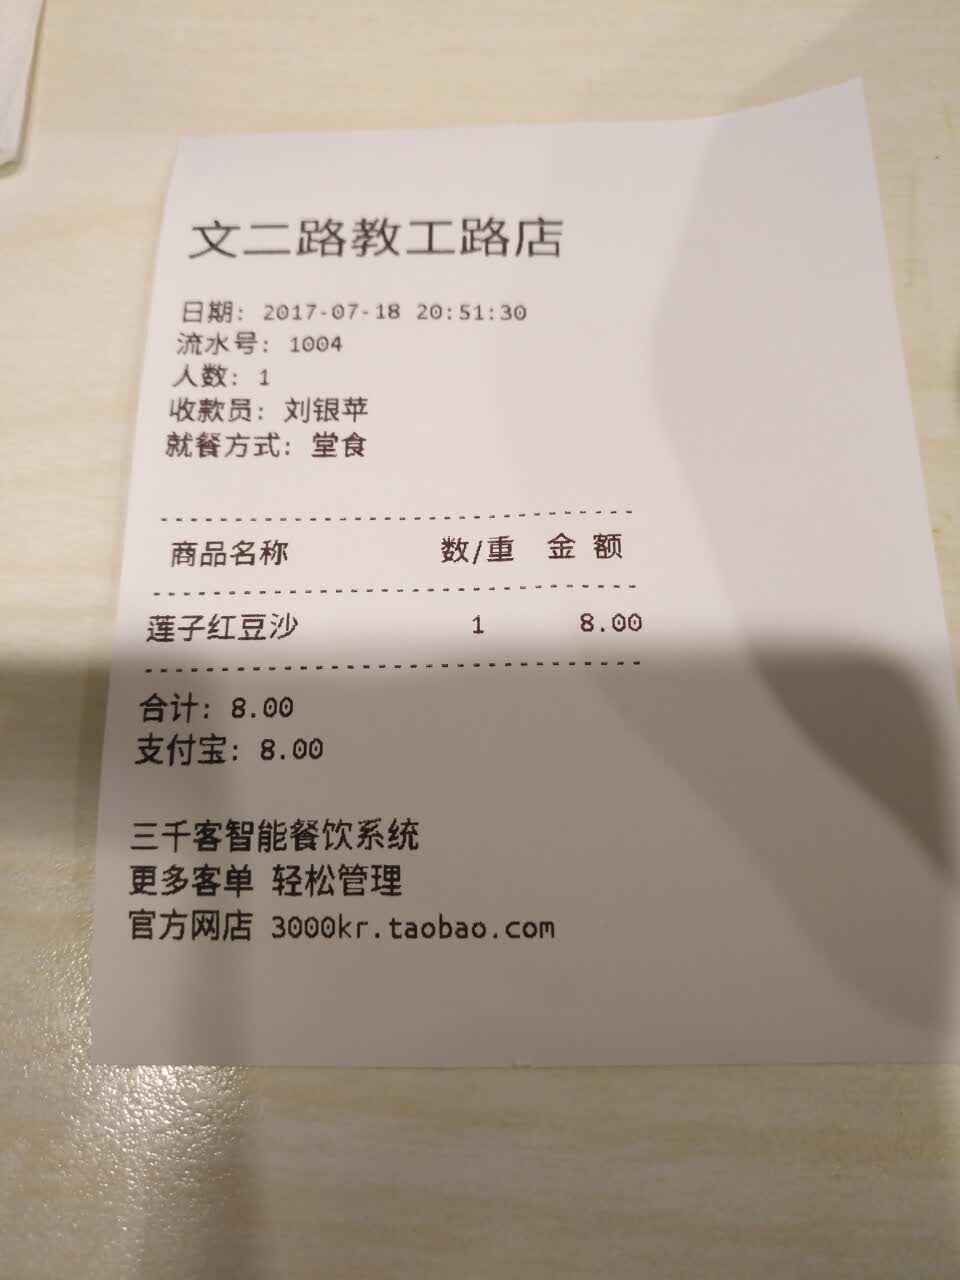 文二路教工路店
日期: 2017-07-18 20:51:30
流水号: 1004
人数: 1
收款员: 刘银苹
就餐方式: 堂食
--------------------------------
商品名称 数/重 金 额
--------------------------------
莲子红豆沙 1 8.00
--------------------------------
合计: 8.00
支付宝: 8.00
三千客智能餐饮系统
更多客单 轻松管理
官方网店 3000kr.taobao.com